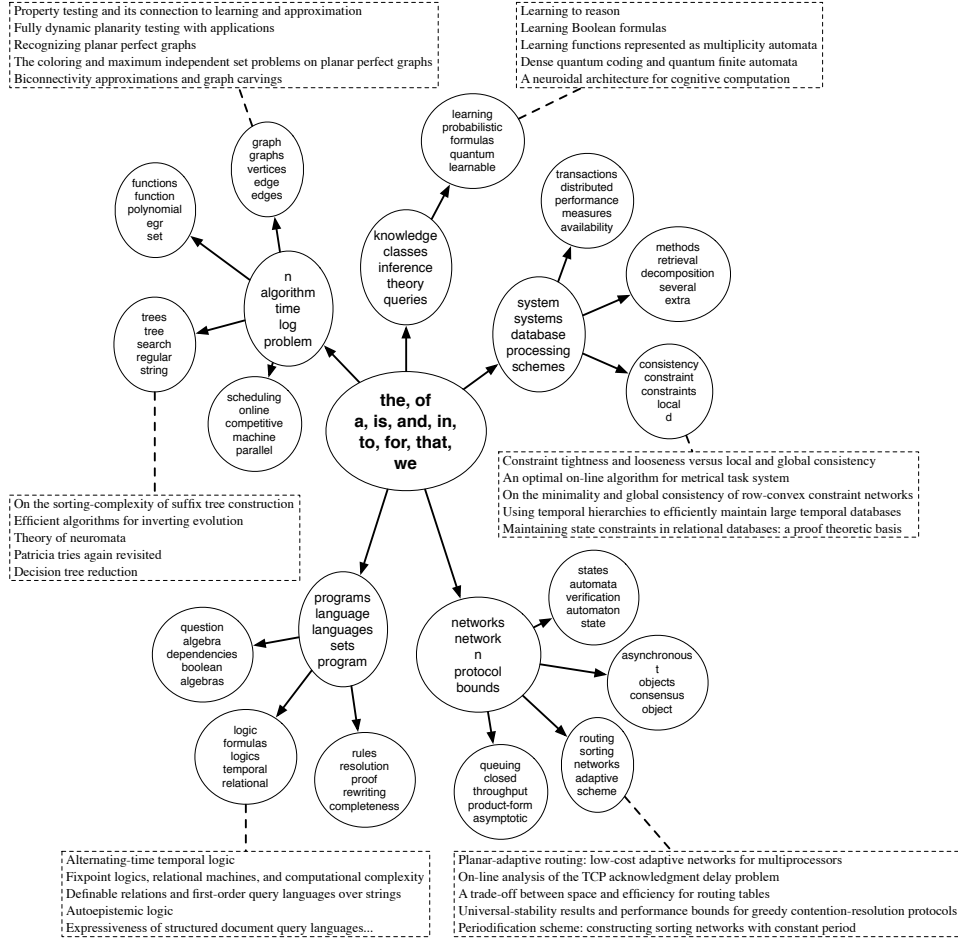 Property testing and its connection to learning and approximation
Fully dynamic planarity testing with applications
Recognizing planar perfect graphs
The coloring and maximum independent set problems on planar perfect graphs
Biconnectivity approximations and graph carvings
Learning to reason
Learning Boolean formulas
Learning functions represented as multiplicity automata
Dense quantum coding and quantum finite automata
A neuroidal architecture for cognitive computation
graph
graphs
vertices
edge
edges
learning
probabilistic
formulas
quantum
learnable
functions
function
polynomial
egr
set
transactions
distributed
performance
measures
availability
knowledge
classes
inference
theory
queries
n
algorithm
time
log
problem
methods
retrieval
decomposition
several
extra
system
systems
database
processing
schemes
trees
tree
search
regular
string
consistency
constraint
constraints
local
d
scheduling
online
competitive
machine
parallel
the, of
a, is, and, in,
to, for, that,
we
Constraint tightness and looseness versus local and global consistency
An optimal on-line algorithm for metrical task system
On the minimality and global consistency of row-convex constraint networks
Using temporal hierarchies to efficiently maintain large temporal databases
Maintaining state constraints in relational databases: a proof theoretic basis
On the sorting-complexity of suffix tree construction
Efficient algorithms for inverting evolution
Theory of neuromata
Patricia tries again revisited
Decision tree reduction
programs
language
languages
sets
program
networks
network
n
protocol
bounds
states
automata
verification
automaton
state
question
algebra
dependencies
boolean
algebras
asynchronous
t
objects
consensus
object
logic
formulas
logics
temporal
relational
rules
resolution
proof
rewriting
completeness
queuing
closed
throughput
product-form
asymptotic
routing
sorting
networks
adaptive
scheme
Alternating-time temporal logic
Fixpoint logics, relational machines, and computational complexity
Definable relations and first-order query languages over strings
Autoepistemic logic
Expressiveness of structured document query languages...
Planar-adaptive routing: low-cost adaptive networks for multiprocessors
On-line analysis of the TCP acknowledgment delay problem
A trade-off between space and efficiency for routing tables
Universal-stability results and performance bounds for greedy contention-resolution protocols
Periodification scheme: constructing sorting networks with constant period